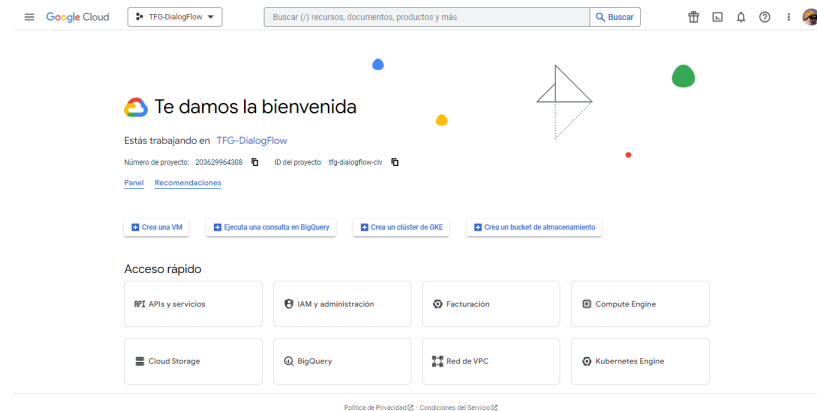 Google Cloud
TFG-DialogFlow
Buscar (/) recursos, documentos, productos y más
Buscar
Te damos la bienvenida
Estás trabajando en TFG-DialogFlow
Número de proyecto: 203629964308 ID del proyecto: tfg-dialogflow-clv
Panel Recomendaciones
Crea una VM
Ejecuta una consulta en BigQuery
Crea un clúster de GKE
Crea un bucket de almacenamiento
Acceso rápido
API APIs y servicios
IAM y administración
Facturación
Compute Engine
Cloud Storage
BigQuery
Red de VPC
Kubernetes Engine
Política de Privacidad · Condiciones del Servicio